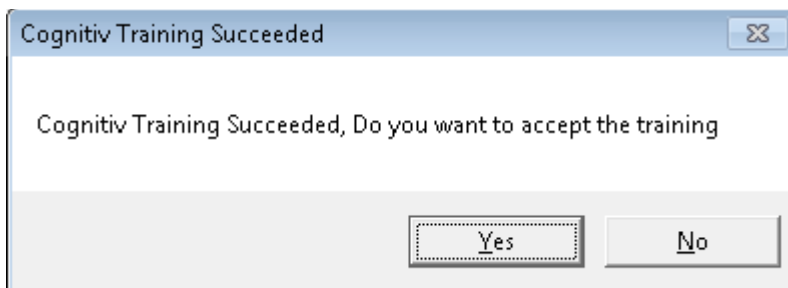 Cognitiv Training Succeeded
Cognitiv Training Succeeded, Do you want to accept the training
Yes No